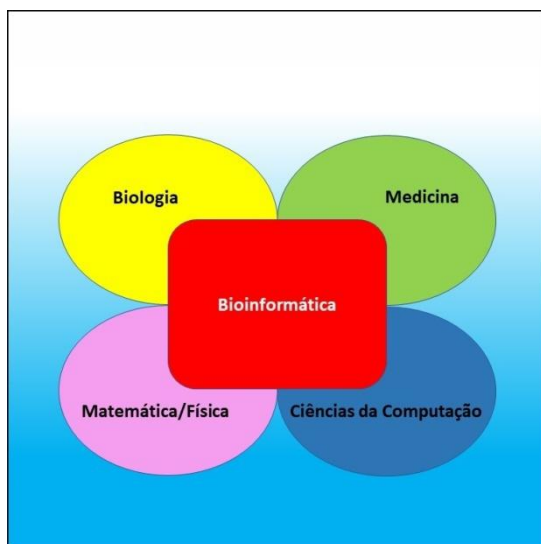 Biologia
Medicina
Bioinformática
Matemática/Física
Ciências da Computação